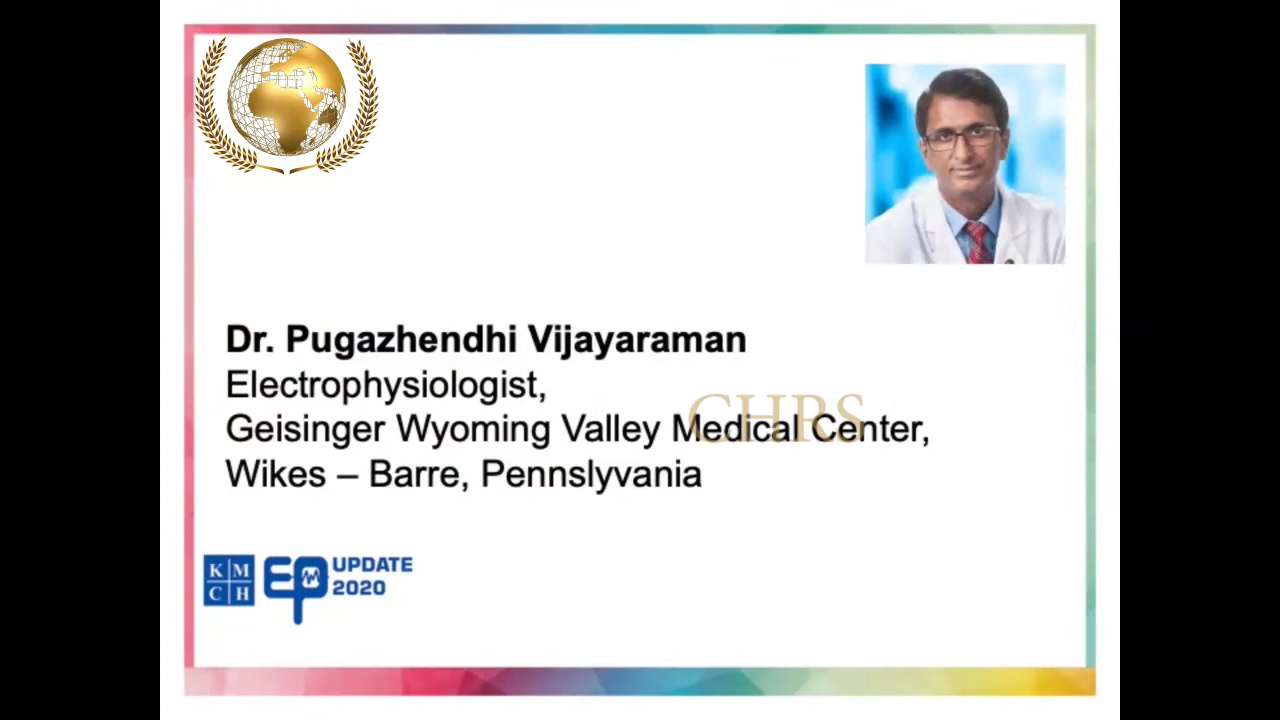 Dr. Pugazhendhi Vijayaraman
Electrophysiologist,
Geisinger Wyoming Valley Medical Center,
CHRS
Wikes – Barre, Pennslyvania
K M
C H
EP UPDATE
2020